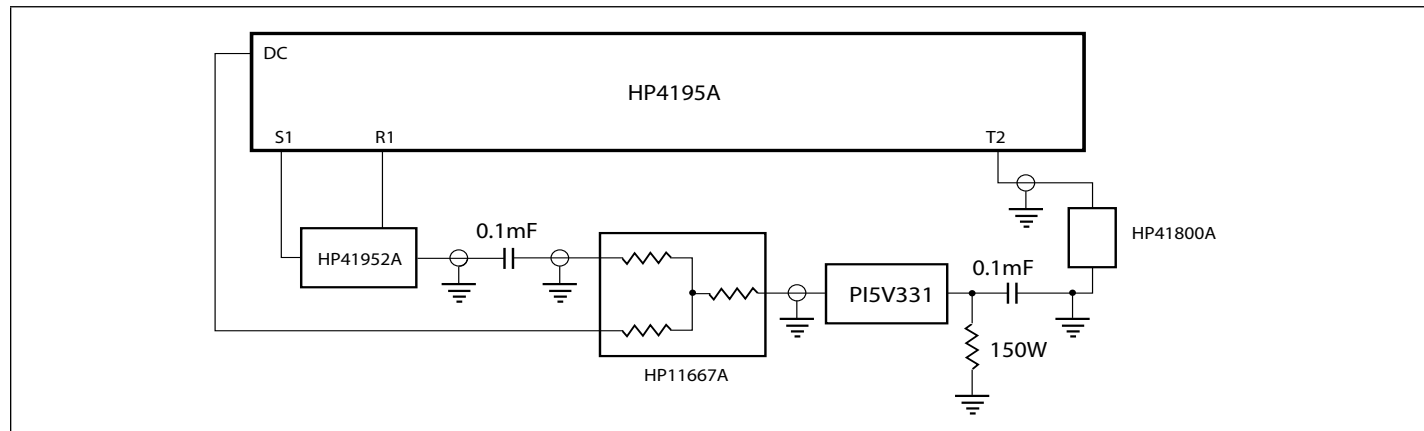 DC
HP4195A
S1
R1
T2
HP41800A
0.1mF
HP41952A
0.1mF
PI5V331
150W
HP11667A